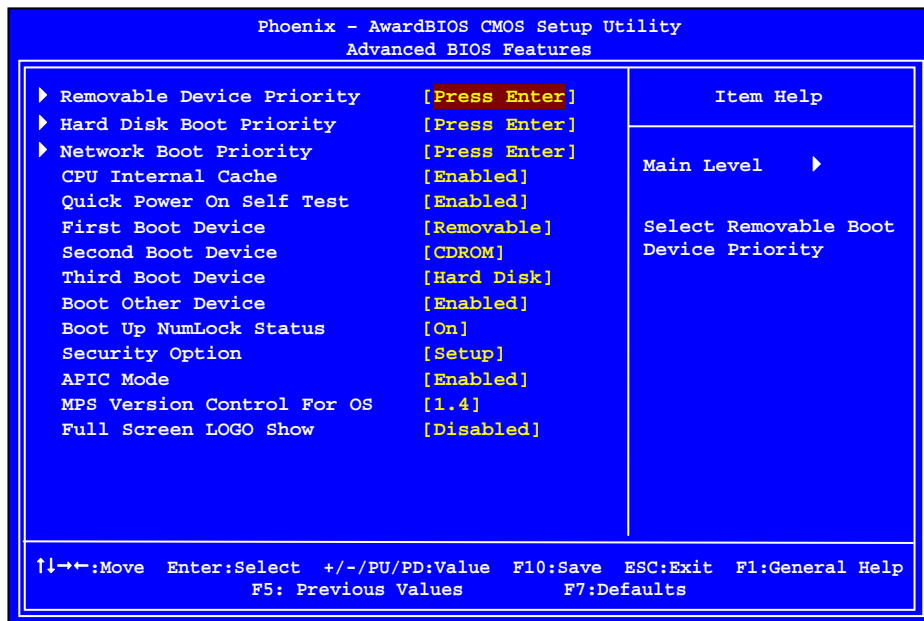 Phoenix – AwardBIOS CMOS Setup Utility
Advanced BIOS Features
Removable Device Priority [Press Enter]
Hard Disk Boot Priority [Press Enter]
Network Boot Priority [Press Enter]
CPU Internal Cache [Enabled]
Quick Power On Self Test [Enabled]
First Boot Device [Removable]
Second Boot Device [CDROM]
Third Boot Device [Hard Disk]
Boot Other Device [Enabled]
Boot Up NumLock Status [On]
Security Option [Setup]
APIC Mode [Enabled]
MPS Version Control For OS [1.4]
Full Screen LOGO Show [Disabled]
Item Help
Main Level
Select Removable Boot
Device Priority
↑↓→←:Move Enter:Select +/-/PU/PD:Value F10:Save ESC:Exit F1:General Help
F5: Previous Values F7:Defaults